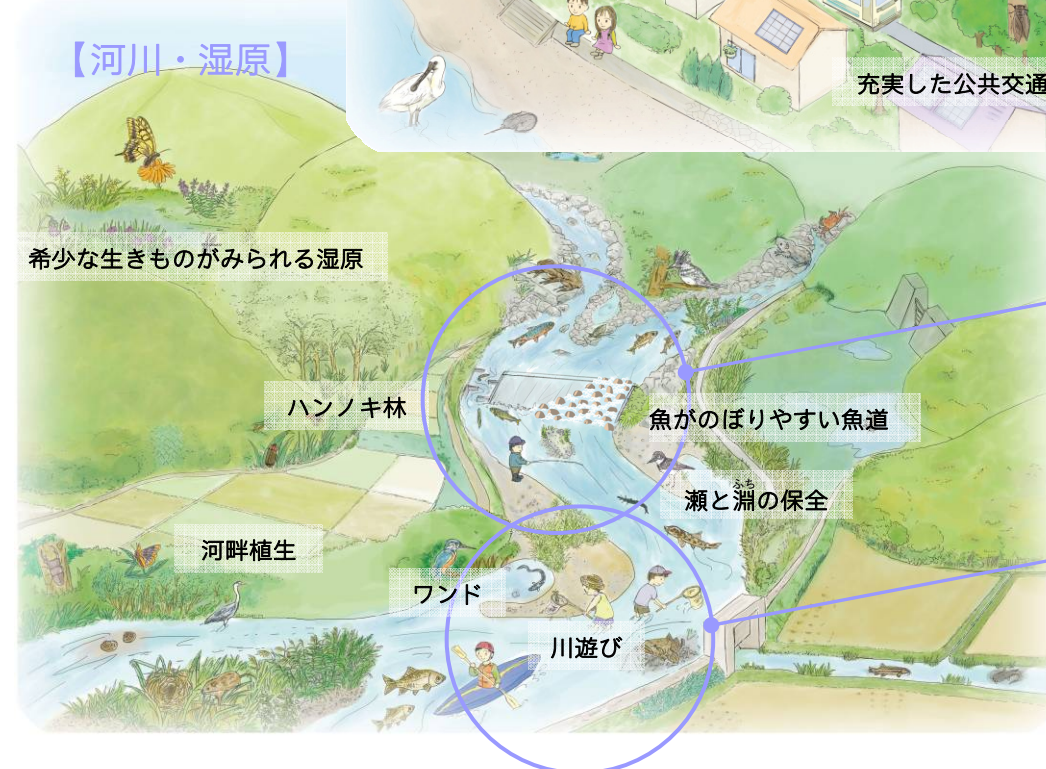 【河川・湿原】
充実した公共交通
希少な生きものがみられる湿原
ハンノキ林
魚がのぼりやすい魚道
ふち
瀬と淵の保全
河畔植生
ワンド
川遊び